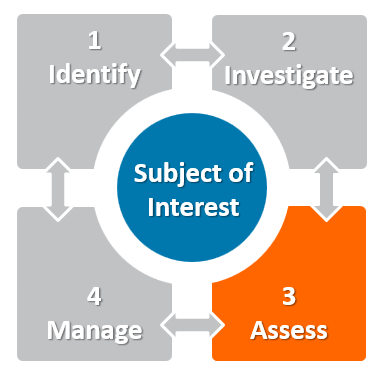 1
Identify
2
Investigate
Subject of
Interest
4
Manage
3
Assess